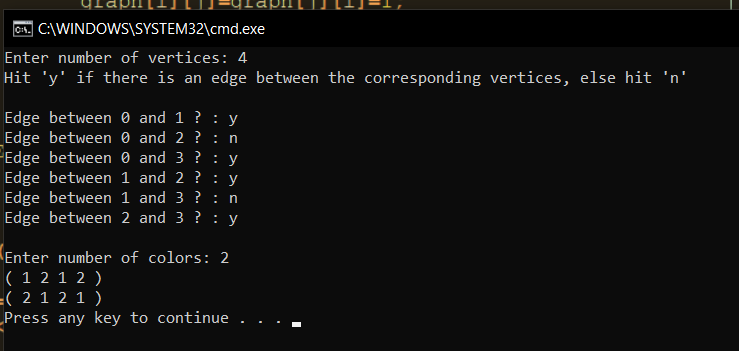 graph[i][j]=graph[j][i]=1;
C:\WINDOWS\SYSTEM32\cmd.exe
Enter number of vertices: 4
Hit 'y' if there is an edge between the corresponding vertices, else hit 'n'
Edge between 0 and 1 ? : y
Edge between 0 and 2 ? : n
Edge between 0 and 3 ? : y
Edge between 1 and 2 ? : y
Edge between 1 and 3 ? : n
Edge between 2 and 3 ? : y
Enter number of colors: 2
( 1 2 1 2 )
( 2 1 2 1 )
Press any key to continue . . .